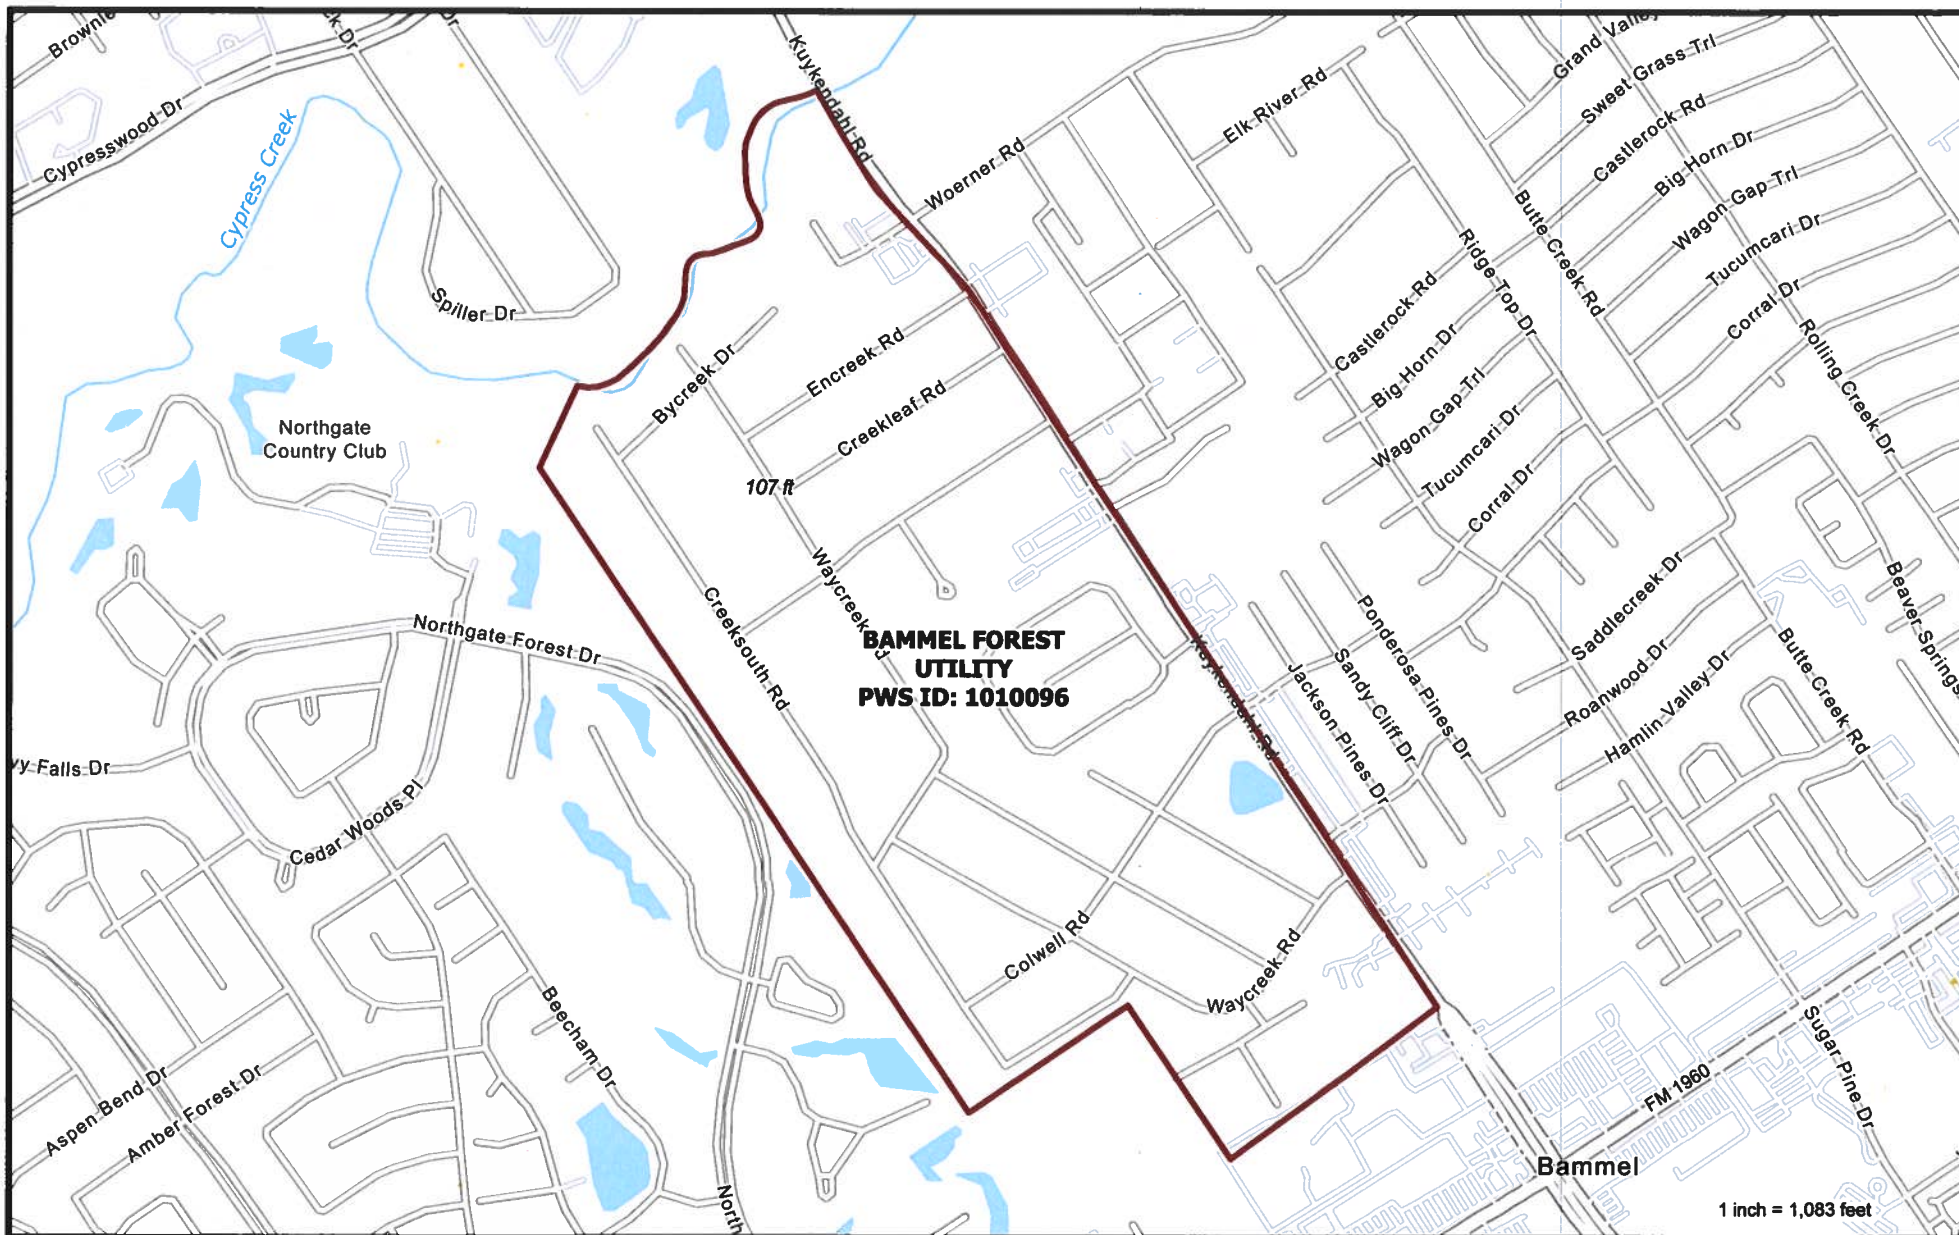 Brownle
ek Dr
Dr
Kuykendahl Rd
Grand Valley
Sweet Grass Trl
Cypresswood Dr
Cypress Creek
Elk River Rd
Castlerock Rd
Big Horn Dr
Woerner Rd
Wagon Gap Trl
Butte Creek Rd
Tucumcari Dr
Ridge Top Dr
Corral Dr
Spiller Dr
Castlerock Rd
Big Horn Dr
Rolling Creek Dr
Encreek Rd
Bycreek Dr
Creekleaf Rd
Wagon Gap Trl
Northgate
Country Club
Tucumcari Dr
107 ft
Corral Dr
Waycreek Rd
Creeksouth Rd
Northgate Forest Dr
BAMMEL FOREST
UTILITY
PWS ID: 1010096
Kuykendahl Rd
Jackson Pines Dr
Sandy Cliff Dr
Ponderosa Pines Dr
Saddlecreek Dr
Roanwood Dr
Hamlin Valley Dr
Butte Creek Rd
Beaver Springs
vy Falls Dr
Cedar Woods Pl
Colwell Rd
Waycreek Rd
Beecham Dr
Aspen Bend Dr
Amber Forest Dr
North
Sugar Pine Dr
FM 1960
Bammel
1 inch = 1,083 feet